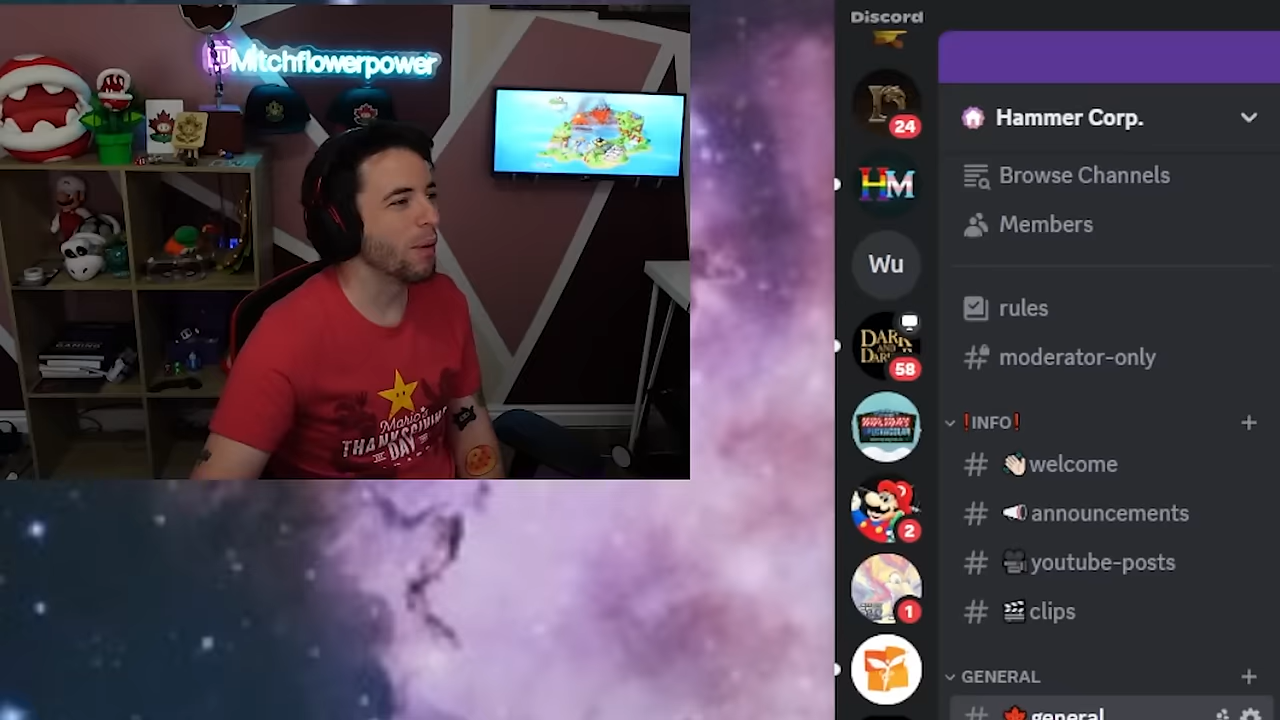 Mitchflowerpower
Mario's
THANKSGIVING
DAY
GAMING
Discord
24
HM
Wu
DARK
AND
58
2
1
Hammer Corp.
Browse Channels
Members
rules
moderator-only
INFO
welcome
announcements
youtube-posts
clips
GENERAL
general